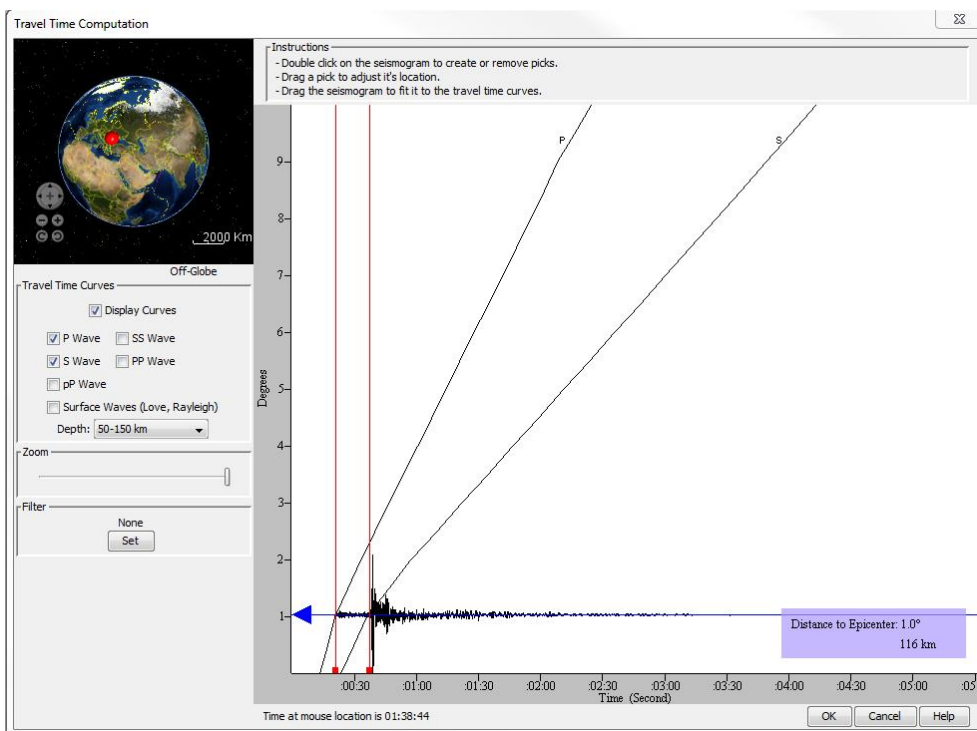 Travel Time Computation
2000 Km
Off-Globe
Travel Time Curves
Display Curves
P Wave
SS Wave
S Wave
PP Wave
pP Wave
Surface Waves (Love, Rayleigh)
Depth: 50-150 km
Zoom
Filter
None
Set
Instructions
- Double click on the seismogram to create or remove picks.
- Drag a pick to adjust it's location.
- Drag the seismogram to fit it to the travel time curves.
P
S
9
8
7
6
5
4
3
2
1
Degrees
Distance to Epicenter: 1.0°
116 km
:00:30 :01:00 :01:30 :02:00 :02:30 :03:00 :03:30 :04:00 :04:30 :05:00 :05
Time (Second)
Time at mouse location is 01:38:44
OK Cancel Help